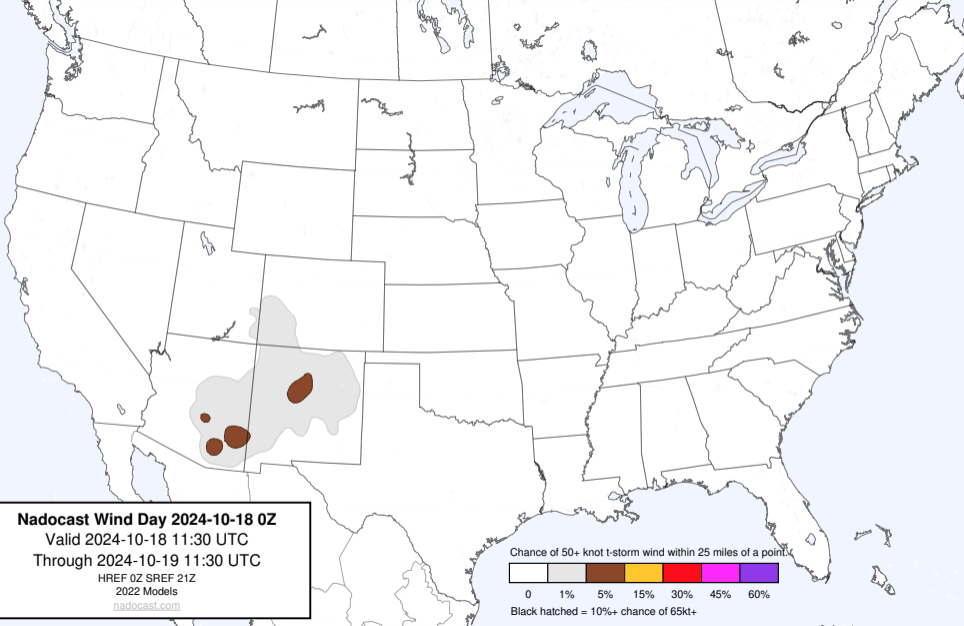 Nadocast Wind Day 2024-10-18 0Z
Valid 2024-10-18 11:30 UTC
Through 2024-10-19 11:30 UTC
HREF 0Z SREF 21Z
2022 Models
nadocast.com
Chance of 50+ knot t-storm wind within 25 miles of a point.
0 1% 5% 15% 30% 45% 60%
Black hatched = 10%+ chance of 65kt+